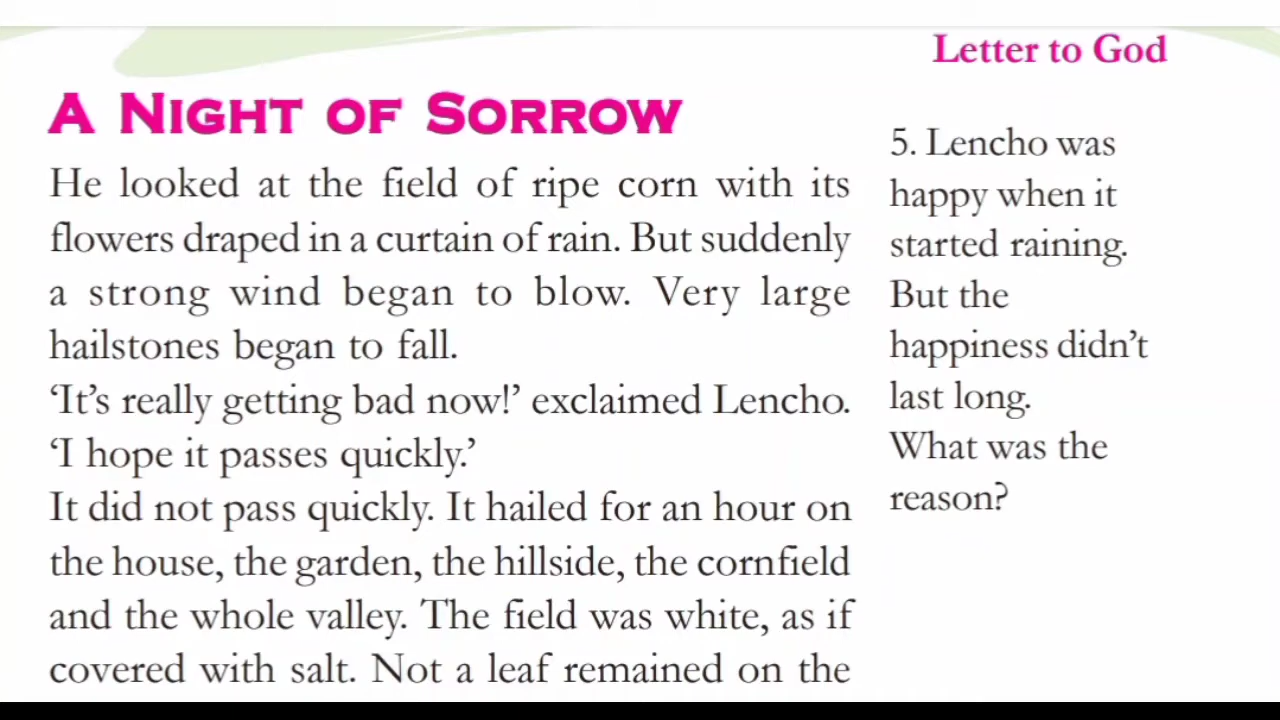 Letter to God
A NIGHT OF SORROW
He looked at the field of ripe corn with its
flowers draped in a curtain of rain. But suddenly
a strong wind began to blow. Very large
hailstones began to fall.
‘It’s really getting bad now!’ exclaimed Lencho.
‘I hope it passes quickly.’
It did not pass quickly. It hailed for an hour on
the house, the garden, the hillside, the cornfield
and the whole valley. The field was white, as if
covered with salt. Not a leaf remained on the
5. Lencho was
happy when it
started raining.
But the
happiness didn’t
last long.
What was the
reason?